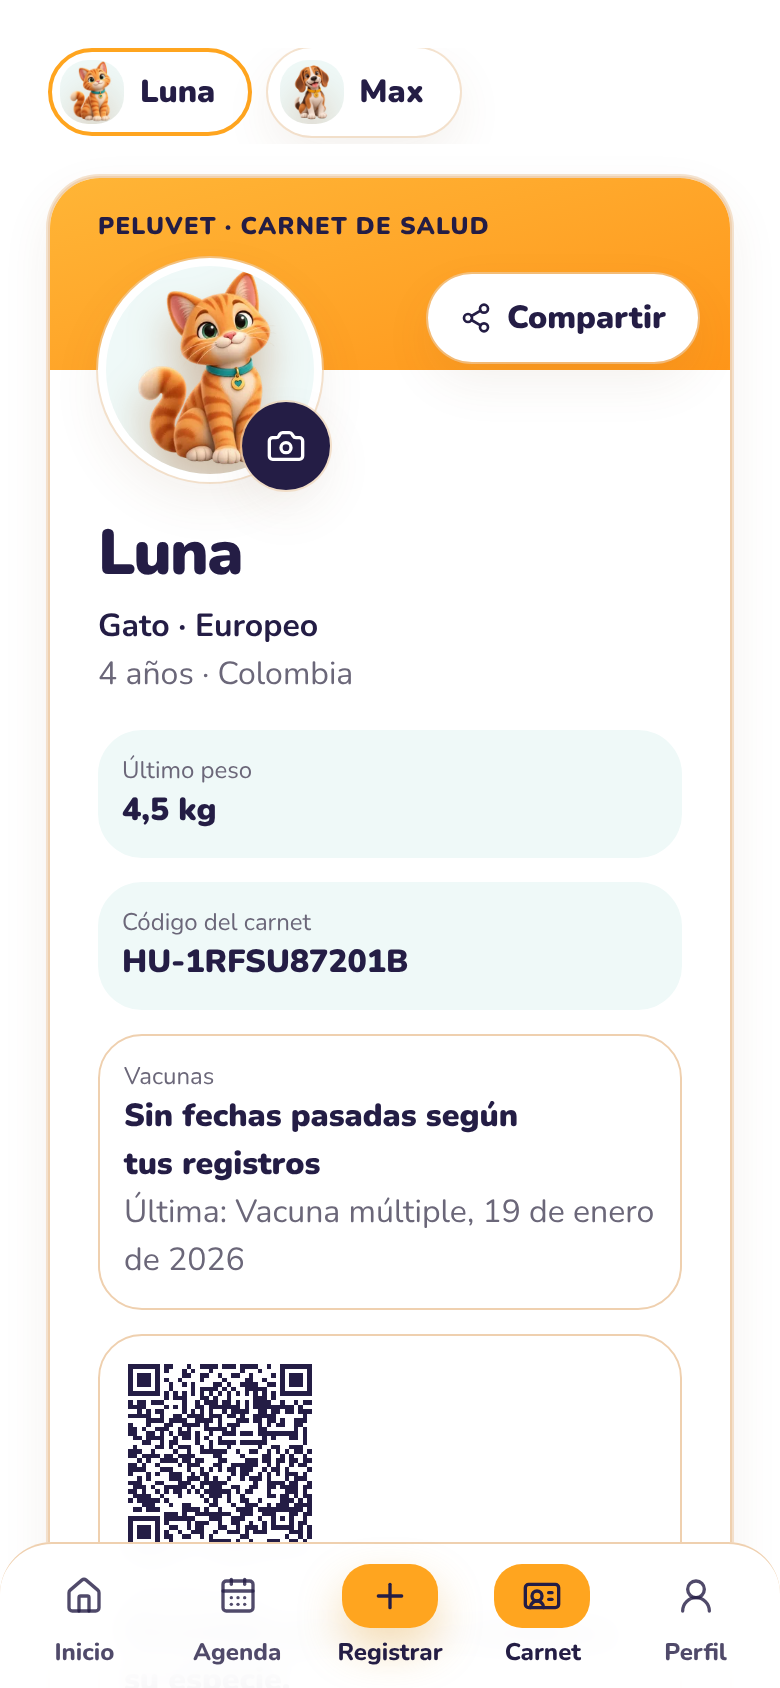 Luna
Max
PELUVET · CARNET DE SALUD
Compartir
Luna
Gato · Europeo
4 años · Colombia
Último peso
4,5 kg
Código del carnet
HU-1RFSU87201B
Vacunas
Sin fechas pasadas según
tus registros
Última: Vacuna múltiple, 19 de enero
de 2026
Inicio
Agenda
Registrar
Carnet
Perfil
su especie.